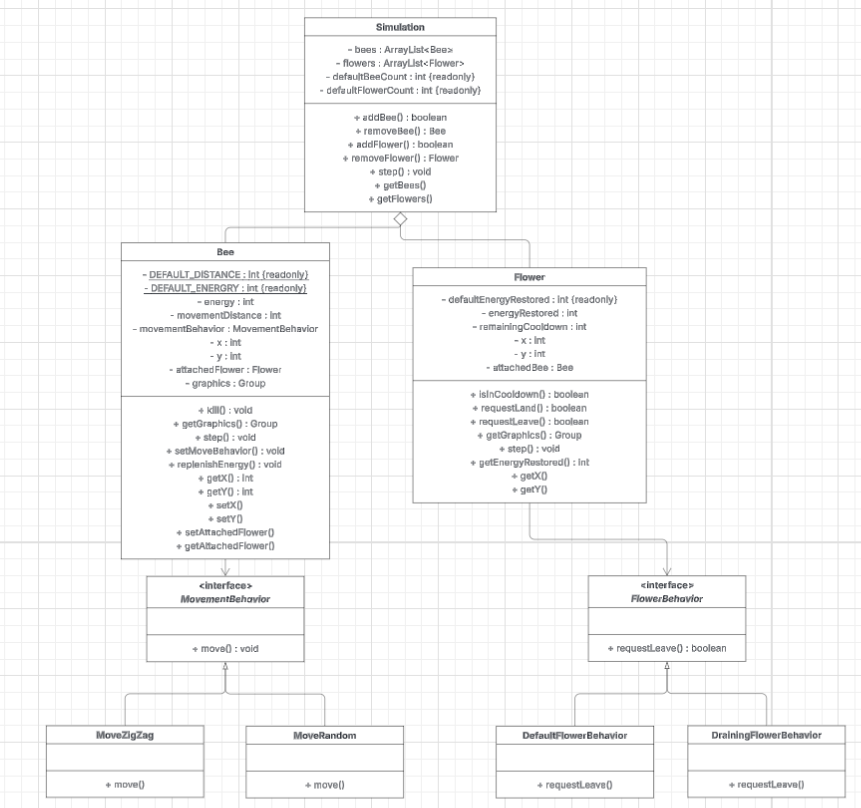 Simulation
- bees : ArrayList<Bee>
- flowers : ArrayList<Flower>
- defaultBeeCount : int {readonly}
- defaultFlowerCount : int {readonly}
+ addBee() : boolean
+ removeBee() : Bee
+ addFlower() : boolean
+ removeFlower() : Flower
+ step() : void
+ getBees()
+ getFlowers()
Bee
- DEFAULT_DISTANCE : int {readonly}
- DEFAULT_ENERGRY : int {readonly}
- energy : int
- movementDistance : int
- movementBehavior : MovementBehavior
- x : int
- y : int
- attachedFlower : Flower
- graphics : Group
+ kill() : void
+ getGraphics() : Group
+ step() : void
+ setMoveBehavior() : void
+ replenishEnergy() : void
+ getX() : int
+ getY() : int
+ setX()
+ setY()
+ setAttachedFlower()
+ getAttachedFlower()
Flower
- defaultEnergyRestored : int {readonly}
- energyRestored : int
- remainingCooldown : int
- x : int
- y : int
- attachedBee : Bee
+ isInCooldown() : boolean
+ requestLand() : boolean
+ requestLeave() : boolean
+ getGraphics() : Group
+ step() : void
+ getEnergyRestored() : int
+ getX()
+ getY()
<interface>
MovementBehavior
+ move() : void
<interface>
FlowerBehavior
+ requestLeave() : boolean
MoveZigZag
+ move()
MoveRandom
+ move()
DefaultFlowerBehavior
+ requestLeave()
DrainingFlowerBehavior
+ requestLeave()